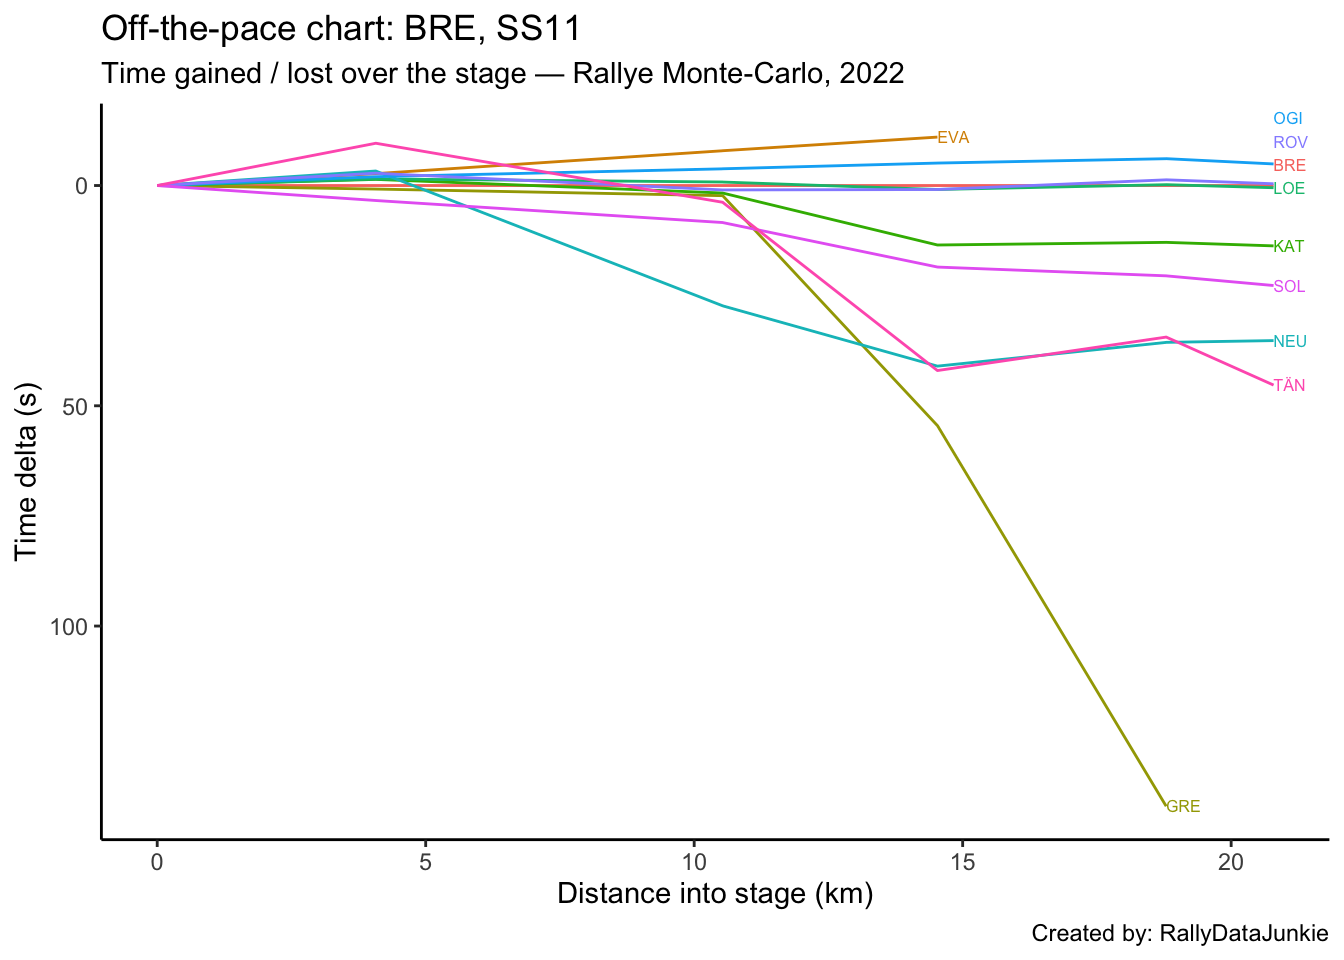 Off-the-pace chart: BRE, SS11
Time gained / lost over the stage — Rallye Monte-Carlo, 2022
OGI
EVA
ROV
BRE
0
LOE
KAT
SOL
NEU
TÄN
50
Time delta (s)
100
GRE
0 5 10 15 20
Distance into stage (km)
Created by: RallyDataJunkie